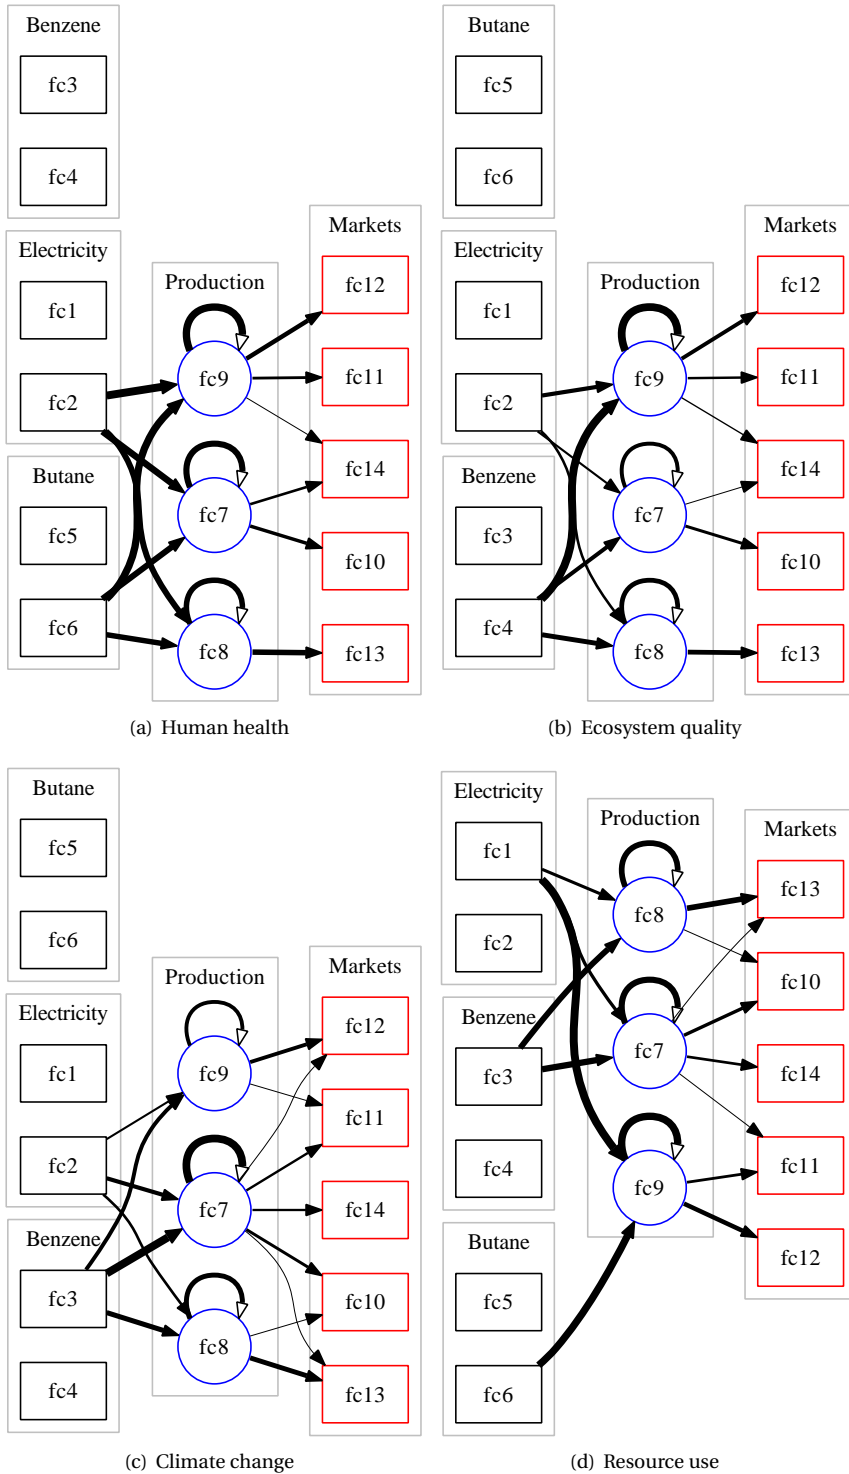 Benzene
fc3
fc4
Electricity
fc1
fc2
Butane
fc5
fc6
Production
fc9
fc7
fc8
Markets
fc12
fc11
fc14
fc10
fc13
(a) Human health
Butane
fc5
fc6
Electricity
fc1
fc2
Benzene
fc3
fc4
Production
fc9
fc7
fc8
Markets
fc12
fc11
fc14
fc10
fc13
(b) Ecosystem quality
Butane
fc5
fc6
Electricity
fc1
fc2
Benzene
fc3
fc4
Production
fc9
fc7
fc8
Markets
fc12
fc11
fc14
fc10
fc13
(c) Climate change
Electricity
fc1
fc2
Benzene
fc3
fc4
Butane
fc5
fc6
Production
fc8
fc7
fc9
Markets
fc13
fc10
fc14
fc11
fc12
(d) Resource use